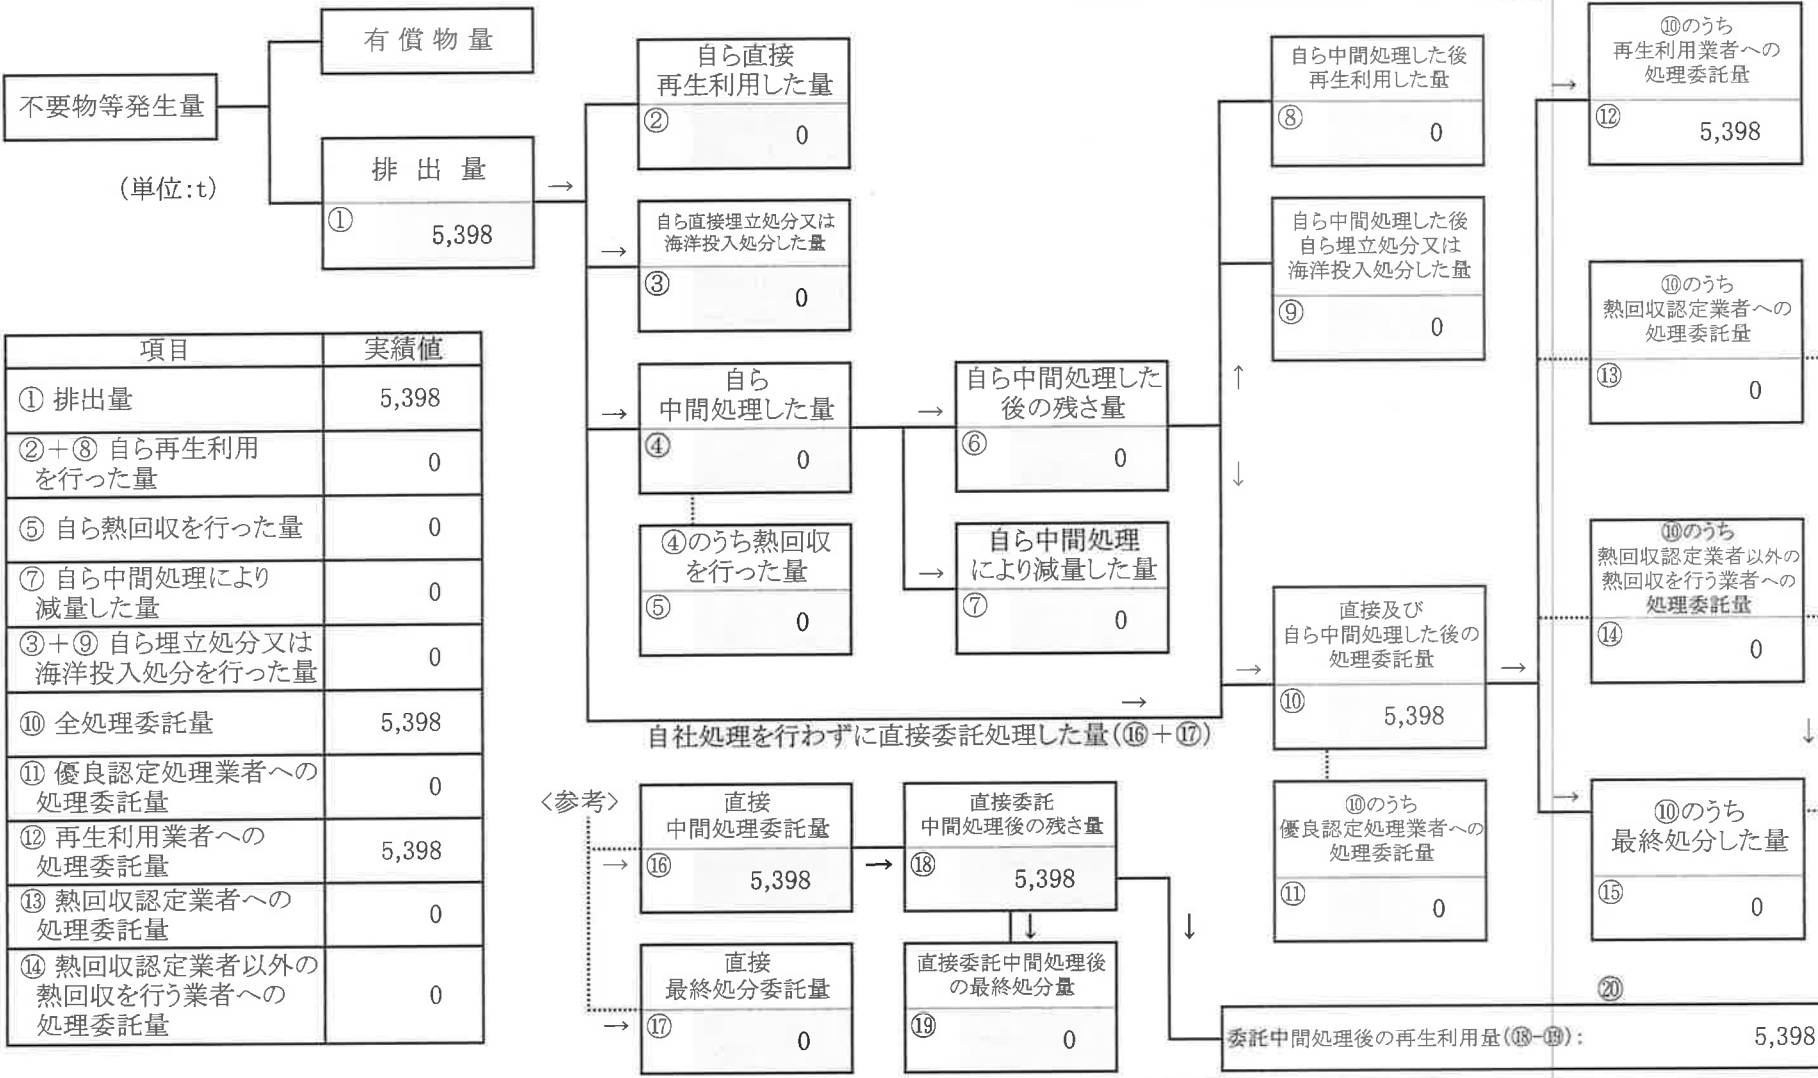 不要物等発生量
(単位:t)
有償物量
排出量
①
5,398
自ら直接
再生利用した量
②
0
自ら直接埋立処分又は
海洋投入処分した量
③
0
自ら
中間処理した量
④
0
④のうち熱回収
を行った量
⑤
0
自ら中間処理した
後の残さ量
⑥
0
自ら中間処理
により減量した量
⑦
0
自ら中間処理した後
再生利用した量
⑧
0
自ら中間処理した後
自ら埋立処分又は
海洋投入処分した量
⑨
0
直接及び
自ら中間処理した後の
処理委託量
⑩
5,398
⑩のうち
優良認定処理業者への
処理委託量
⑪
0
⑩のうち
再生利用業者への
処理委託量
⑫
5,398
⑩のうち
熱回収認定業者への
処理委託量
⑬
0
⑩のうち
熱回収認定業者以外の
熱回収を行う業者への
処理委託量
⑭
0
⑩のうち
最終処分した量
⑮
0
自社処理を行わずに直接委託処理した量(⑯+⑰)
〈参考〉
直接
中間処理委託量
⑯
5,398
直接
最終処分委託量
⑰
0
直接委託
中間処理後の残さ量
⑱
5,398
直接委託中間処理後
の最終処分量
⑲
0
⑳
委託中間処理後の再生利用量(⑱-⑲): 5,398
項目 実績値
① 排出量 5,398
②+⑧ 自ら再生利用
を行った量 0
⑤ 自ら熱回収を行った量 0
⑦ 自ら中間処理により
減量した量 0
③+⑨ 自ら埋立処分又は
海洋投入処分を行った量 0
⑩ 全処理委託量 5,398
⑪ 優良認定処理業者への
処理委託量 0
⑫ 再生利用業者への
処理委託量 5,398
⑬ 熱回収認定業者への
処理委託量 0
⑭ 熱回収認定業者以外の
熱回収を行う業者への
処理委託量 0